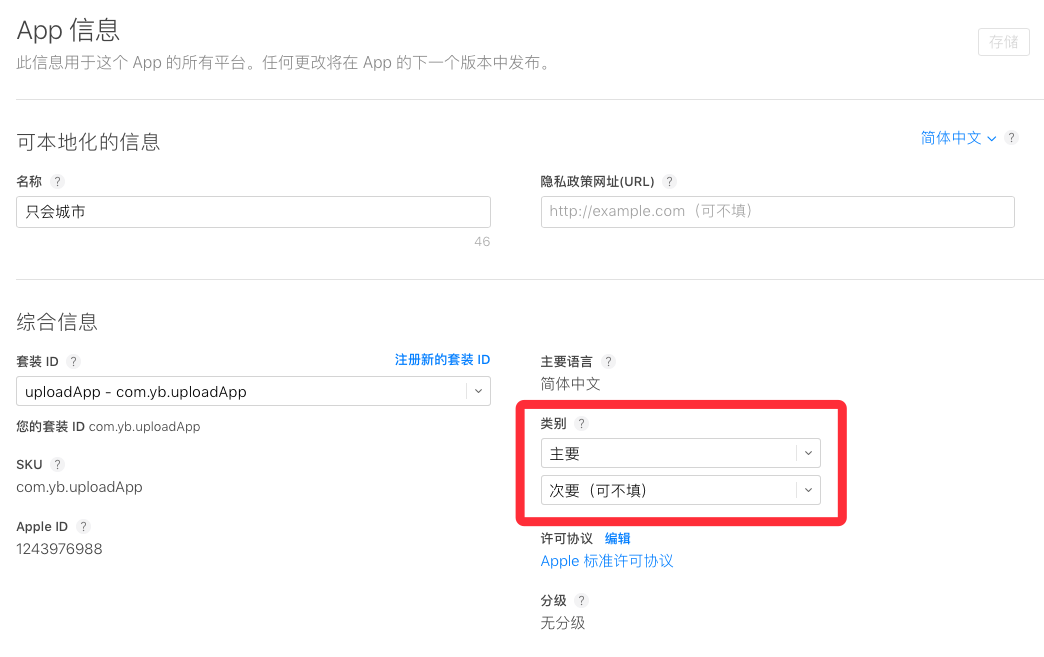 App 信息
存储
此信息用于这个 App 的所有平台。任何更改将在 App 的下一个版本中发布。
可本地化的信息
简体中文 ?
名称 ?
只会城市
46
隐私政策网址(URL) ?
http://example.com（可不填）
综合信息
套装 ID ?
注册新的套装 ID
uploadApp - com.yb.uploadApp
您的套装 ID com.yb.uploadApp
SKU ?
com.yb.uploadApp
Apple ID ?
1243976988
主要语言 ?
简体中文
类别 ?
主要
次要（可不填）
许可协议 编辑
Apple 标准许可协议
分级 ?
无分级